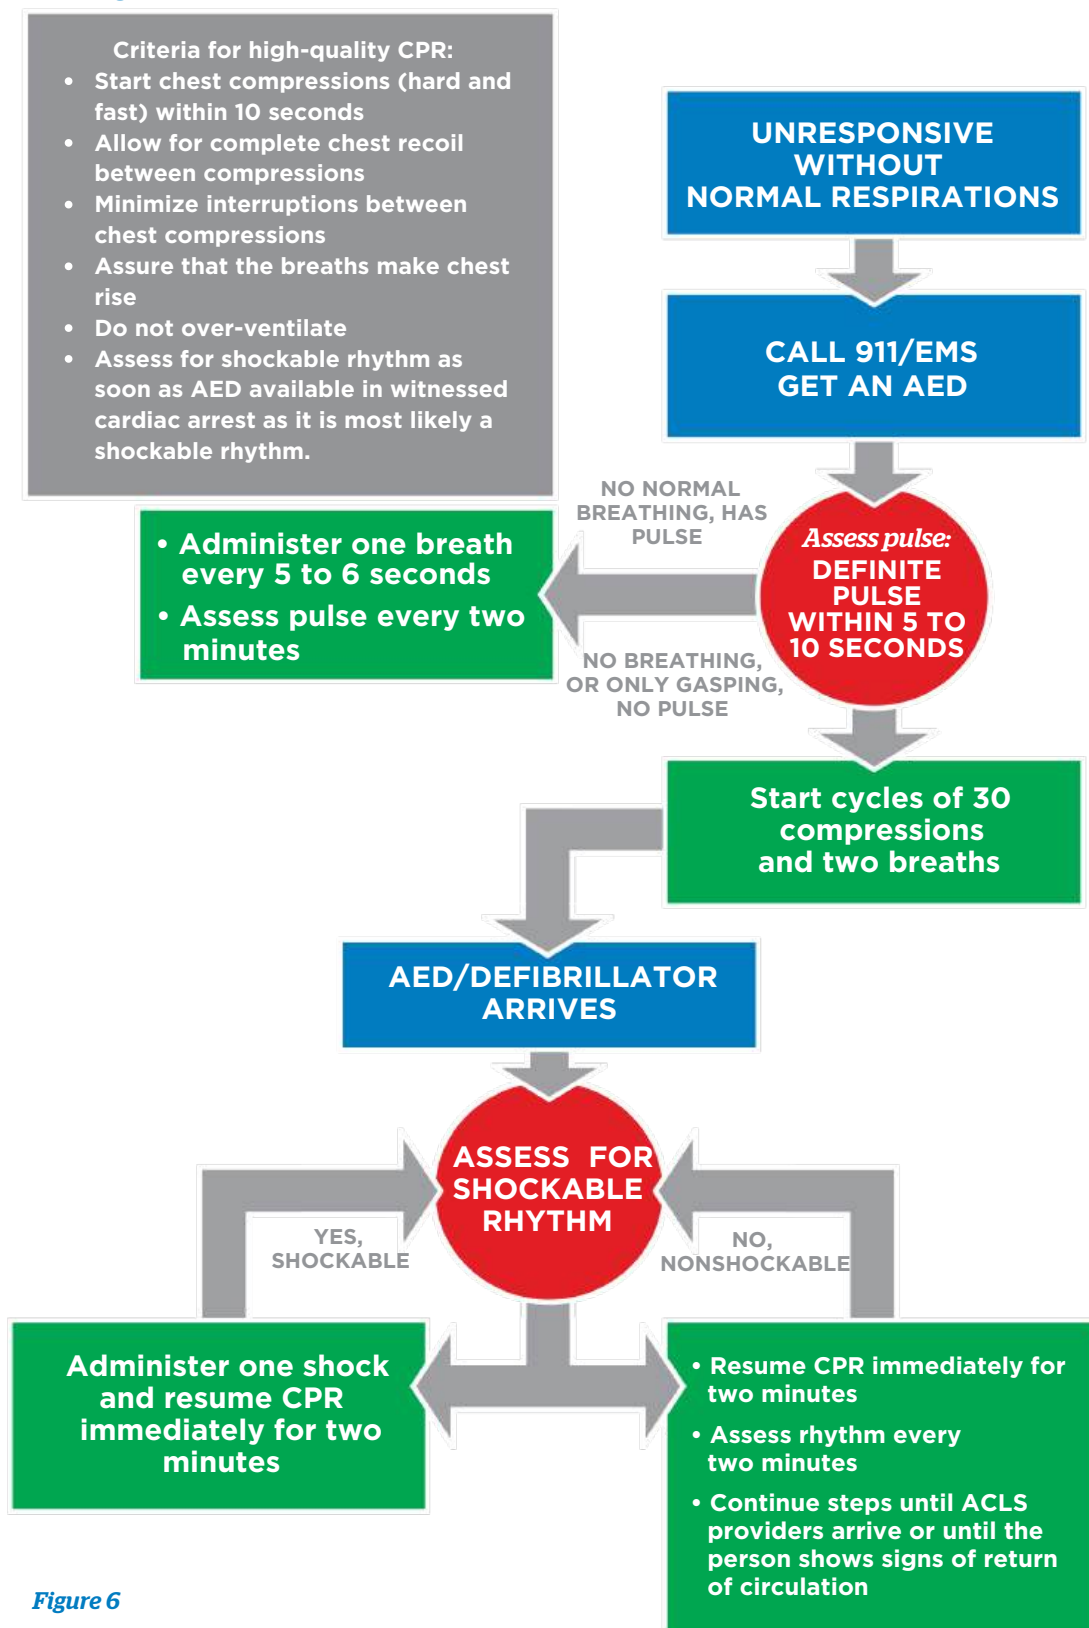 Criteria for high-quality CPR:
• Start chest compressions (hard and
fast) within 10 seconds
• Allow for complete chest recoil
between compressions
• Minimize interruptions between
chest compressions
• Assure that the breaths make chest
rise
• Do not over-ventilate
• Assess for shockable rhythm as
soon as AED available in witnessed
cardiac arrest as it is most likely a
shockable rhythm.
UNRESPONSIVE
WITHOUT
NORMAL RESPIRATIONS
CALL 911/EMS
GET AN AED
NO NORMAL
BREATHING, HAS
PULSE
Assess pulse:
DEFINITE
PULSE
WITHIN 5 TO
10 SECONDS
• Administer one breath
every 5 to 6 seconds
• Assess pulse every two
minutes
NO BREATHING,
OR ONLY GASPING,
NO PULSE
Start cycles of 30
compressions
and two breaths
AED/DEFIBRILLATOR
ARRIVES
ASSESS FOR
SHOCKABLE
RHYTHM
YES,
SHOCKABLE
NO,
NONSHOCKABLE
Administer one shock
and resume CPR
immediately for two
minutes
• Resume CPR immediately for
two minutes
• Assess rhythm every
two minutes
• Continue steps until ACLS
providers arrive or until the
person shows signs of return
of circulation
Figure 6